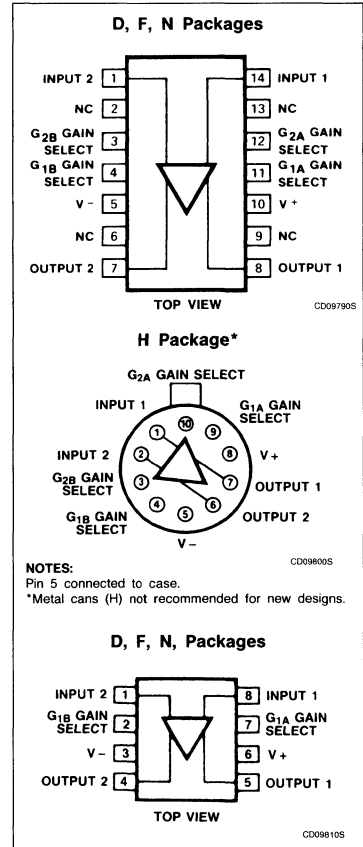 D, F, N Packages
INPUT 2 1 14 INPUT 1
NC 2 13 NC
G2B GAIN SELECT 3 12 G2A GAIN SELECT
G1B GAIN SELECT 4 11 G1A GAIN SELECT
V - 5 10 V +
NC 6 9 NC
OUTPUT 2 7 8 OUTPUT 1
TOP VIEW
CD09790S
H Package*
G2A GAIN SELECT
INPUT 1
G1A GAIN SELECT
10
1 9
INPUT 2 2 8 V +
G2B GAIN SELECT 3 7 OUTPUT 1
G1B GAIN SELECT 4 6 OUTPUT 2
5
V -
CD09800S
NOTES:
Pin 5 connected to case.
*Metal cans (H) not recommended for new designs.
D, F, N, Packages
INPUT 2 1 8 INPUT 1
G1B GAIN SELECT 2 7 G1A GAIN SELECT
V - 3 6 V +
OUTPUT 2 4 5 OUTPUT 1
TOP VIEW
CD09810S